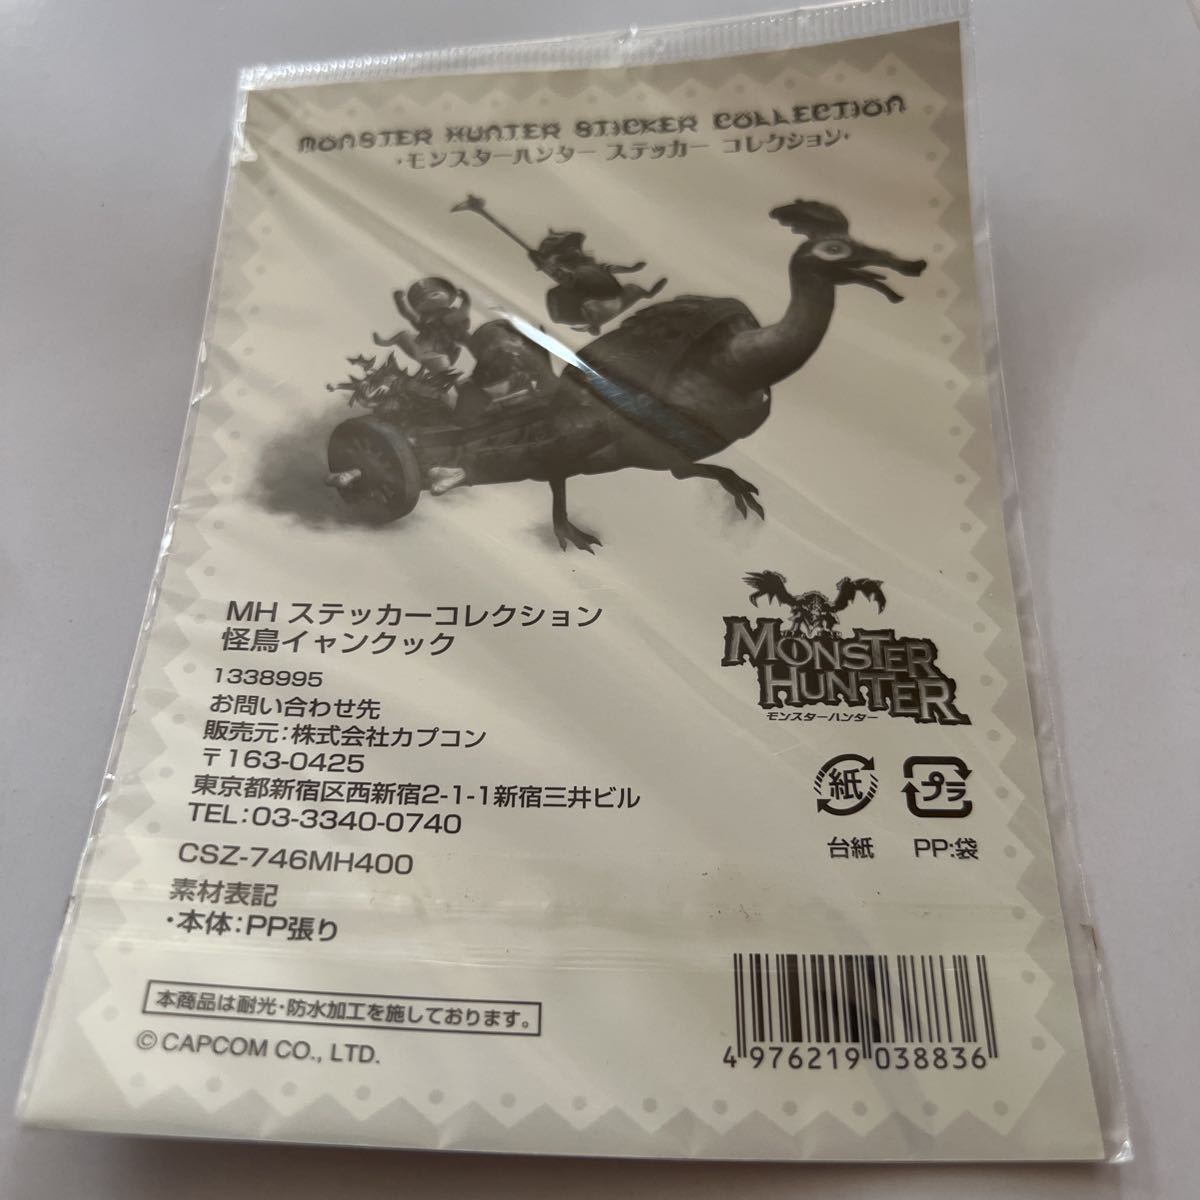 MONSTER HUNTER STICKER COLLECTION
・モンスターハンター ステッカー コレクション・
MH ステッカーコレクション
怪鳥イャンクック
1338995
お問い合わせ先
販売元：株式会社カプコン
〒163-0425
東京都新宿区西新宿2-1-1新宿三井ビル
TEL：03-3340-0740
CSZ-746MH400
素材表記
・本体：PP張り
本商品は耐光・防水加工を施しております。
©CAPCOM CO., LTD.
MONSTER
HUNTER
モンスターハンター
紙
プラ
台紙
PP:袋
4 976219 038836